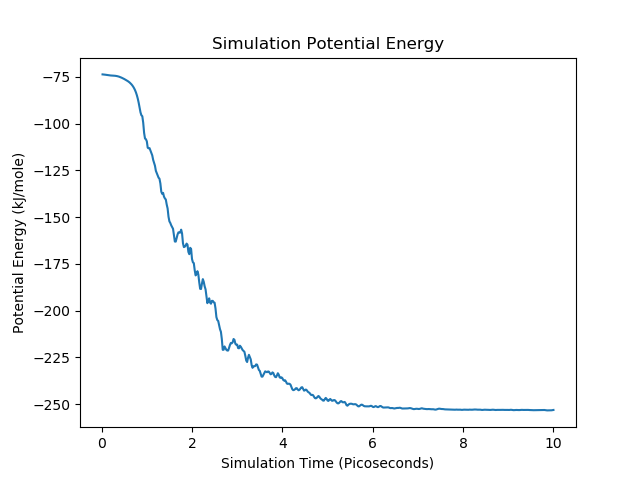 Simulation Potential Energy
Potential Energy (kJ/mole)
−75
−100
−125
−150
−175
−200
−225
−250
0 2 4 6 8 10
Simulation Time (Picoseconds)